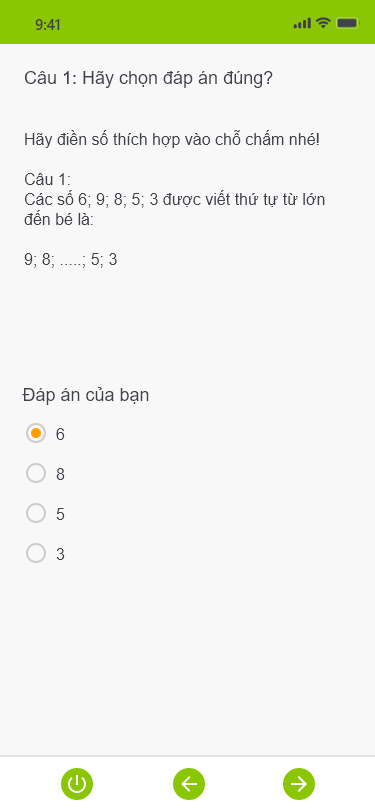 9:41
Câu 1: Hãy chọn đáp án đúng?
Hãy điền số thích hợp vào chỗ chấm nhé!
Câu 1:
Các số 6; 9; 8; 5; 3 được viết thứ tự từ lớn
đến bé là:
9; 8; .....; 5; 3
Đáp án của bạn
6
8
5
3